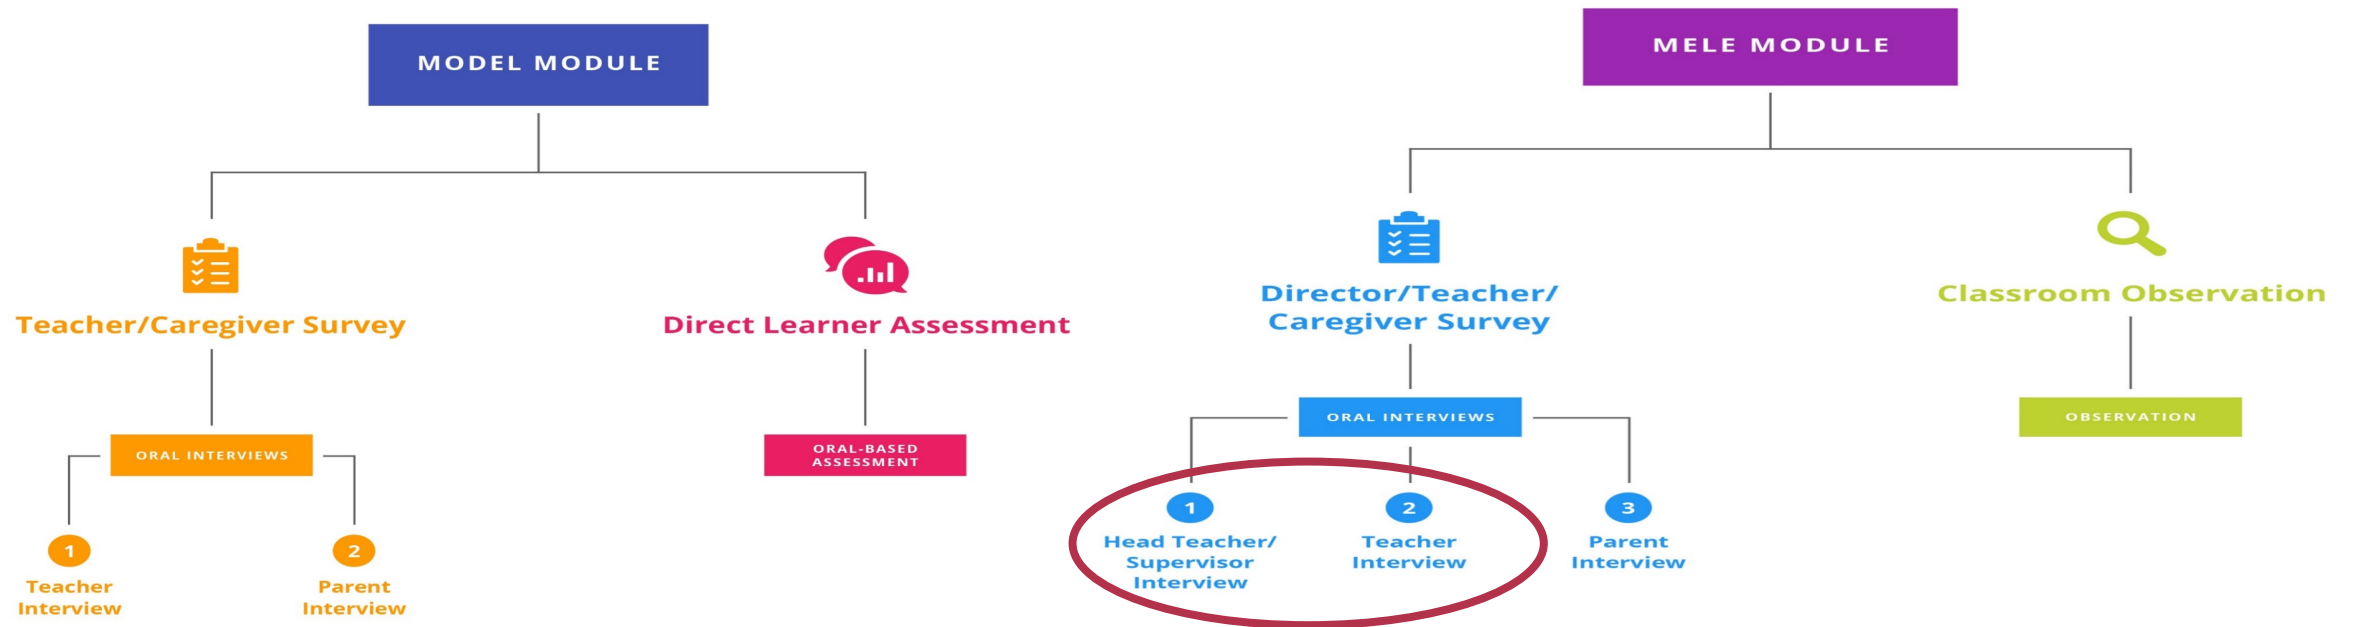 MODEL MODULE
Teacher/Caregiver Survey
Direct Learner Assessment
ORAL INTERVIEWS
ORAL-BASED
ASSESSMENT
1
Teacher
Interview
2
Parent
Interview
MELE MODULE
Director/Teacher/
Caregiver Survey
Classroom Observation
ORAL INTERVIEWS
OBSERVATION
1
Head Teacher/
Supervisor
Interview
2
Teacher
Interview
3
Parent
Interview